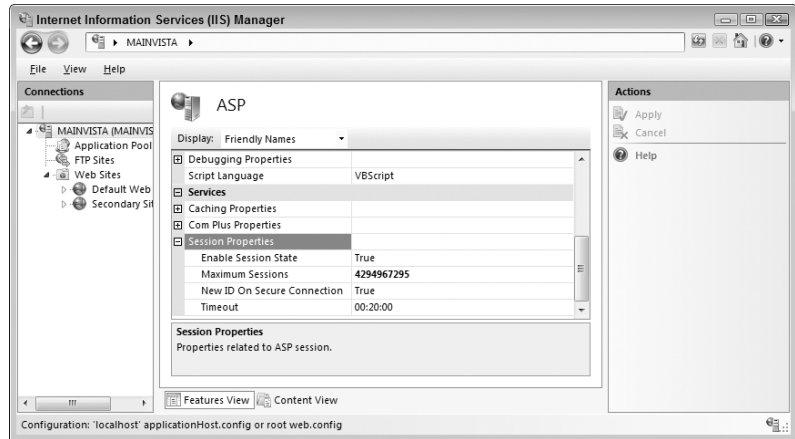 Internet Information Services (IIS) Manager
MAINVISTA
File View Help
Connections
MAINVISTA (MAINVIS
Application Pool
FTP Sites
Web Sites
Default Web
Secondary Sit
ASP
Display: Friendly Names
Debugging Properties
Script Language VBScript
Services
Caching Properties
Com Plus Properties
Session Properties
Enable Session State True
Maximum Sessions 4294967295
New ID On Secure Connection True
Timeout 00:20:00
Session Properties
Properties related to ASP session.
Features View Content View
Actions
Apply
Cancel
Help
Configuration: 'localhost' applicationHost.config or root web.config